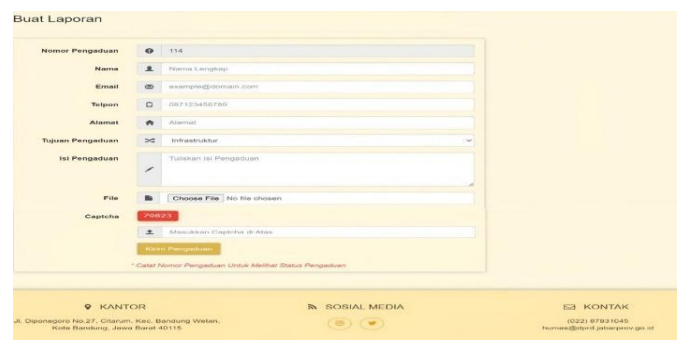 Buat Laporan
Nomor Pengaduan 114
Nama Nama Lengkap
Email example@domain.com
Telpon 087123456789
Alamat Alamat
Tujuan Pengaduan Infrastruktur
Isi Pengaduan Tuliskan Isi Pengaduan
File Choose File No file chosen
Captcha 79823
Masukkan Captcha di Atas
Kirim Pengaduan
* Catat Nomor Pengaduan Untuk Melihat Status Pengaduan
KANTOR
Jl. Diponegoro No.27, Citarum, Kec. Bandung Wetan,
Kota Bandung, Jawa Barat 40115
SOSIAL MEDIA
KONTAK
(022) 87831045
humas@dprd.jabarprov.go.id